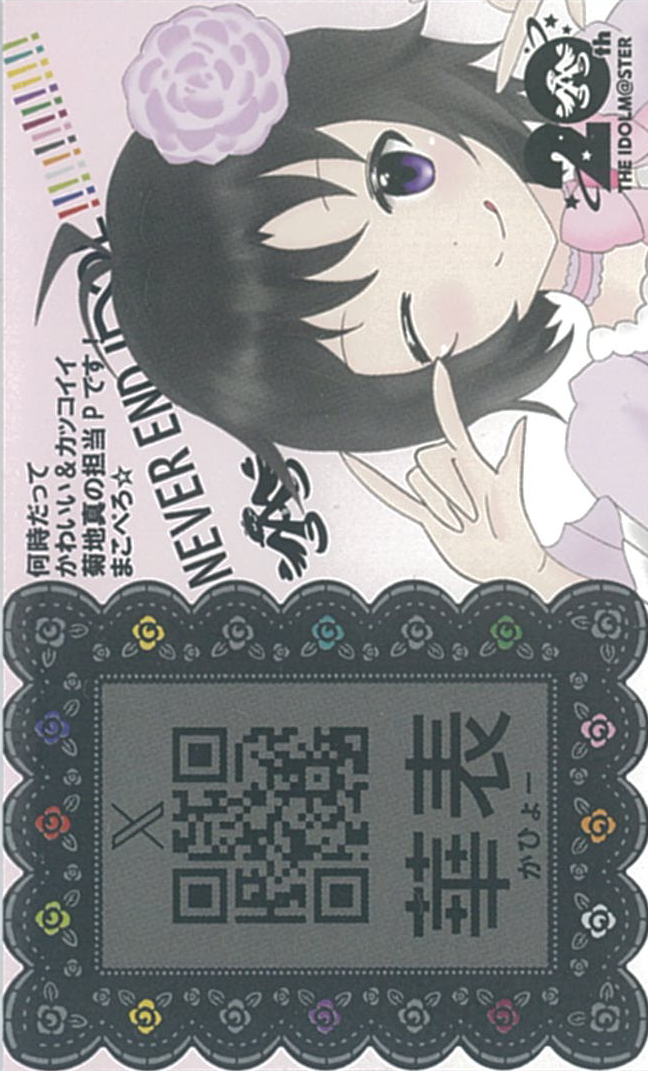 何時だって
かわいい&カッコイイ
菊地真の担当Pです!
まこぺろ☆
NEVER END IDOL
20th
THE IDOLM@STER
X
華表
かひょー